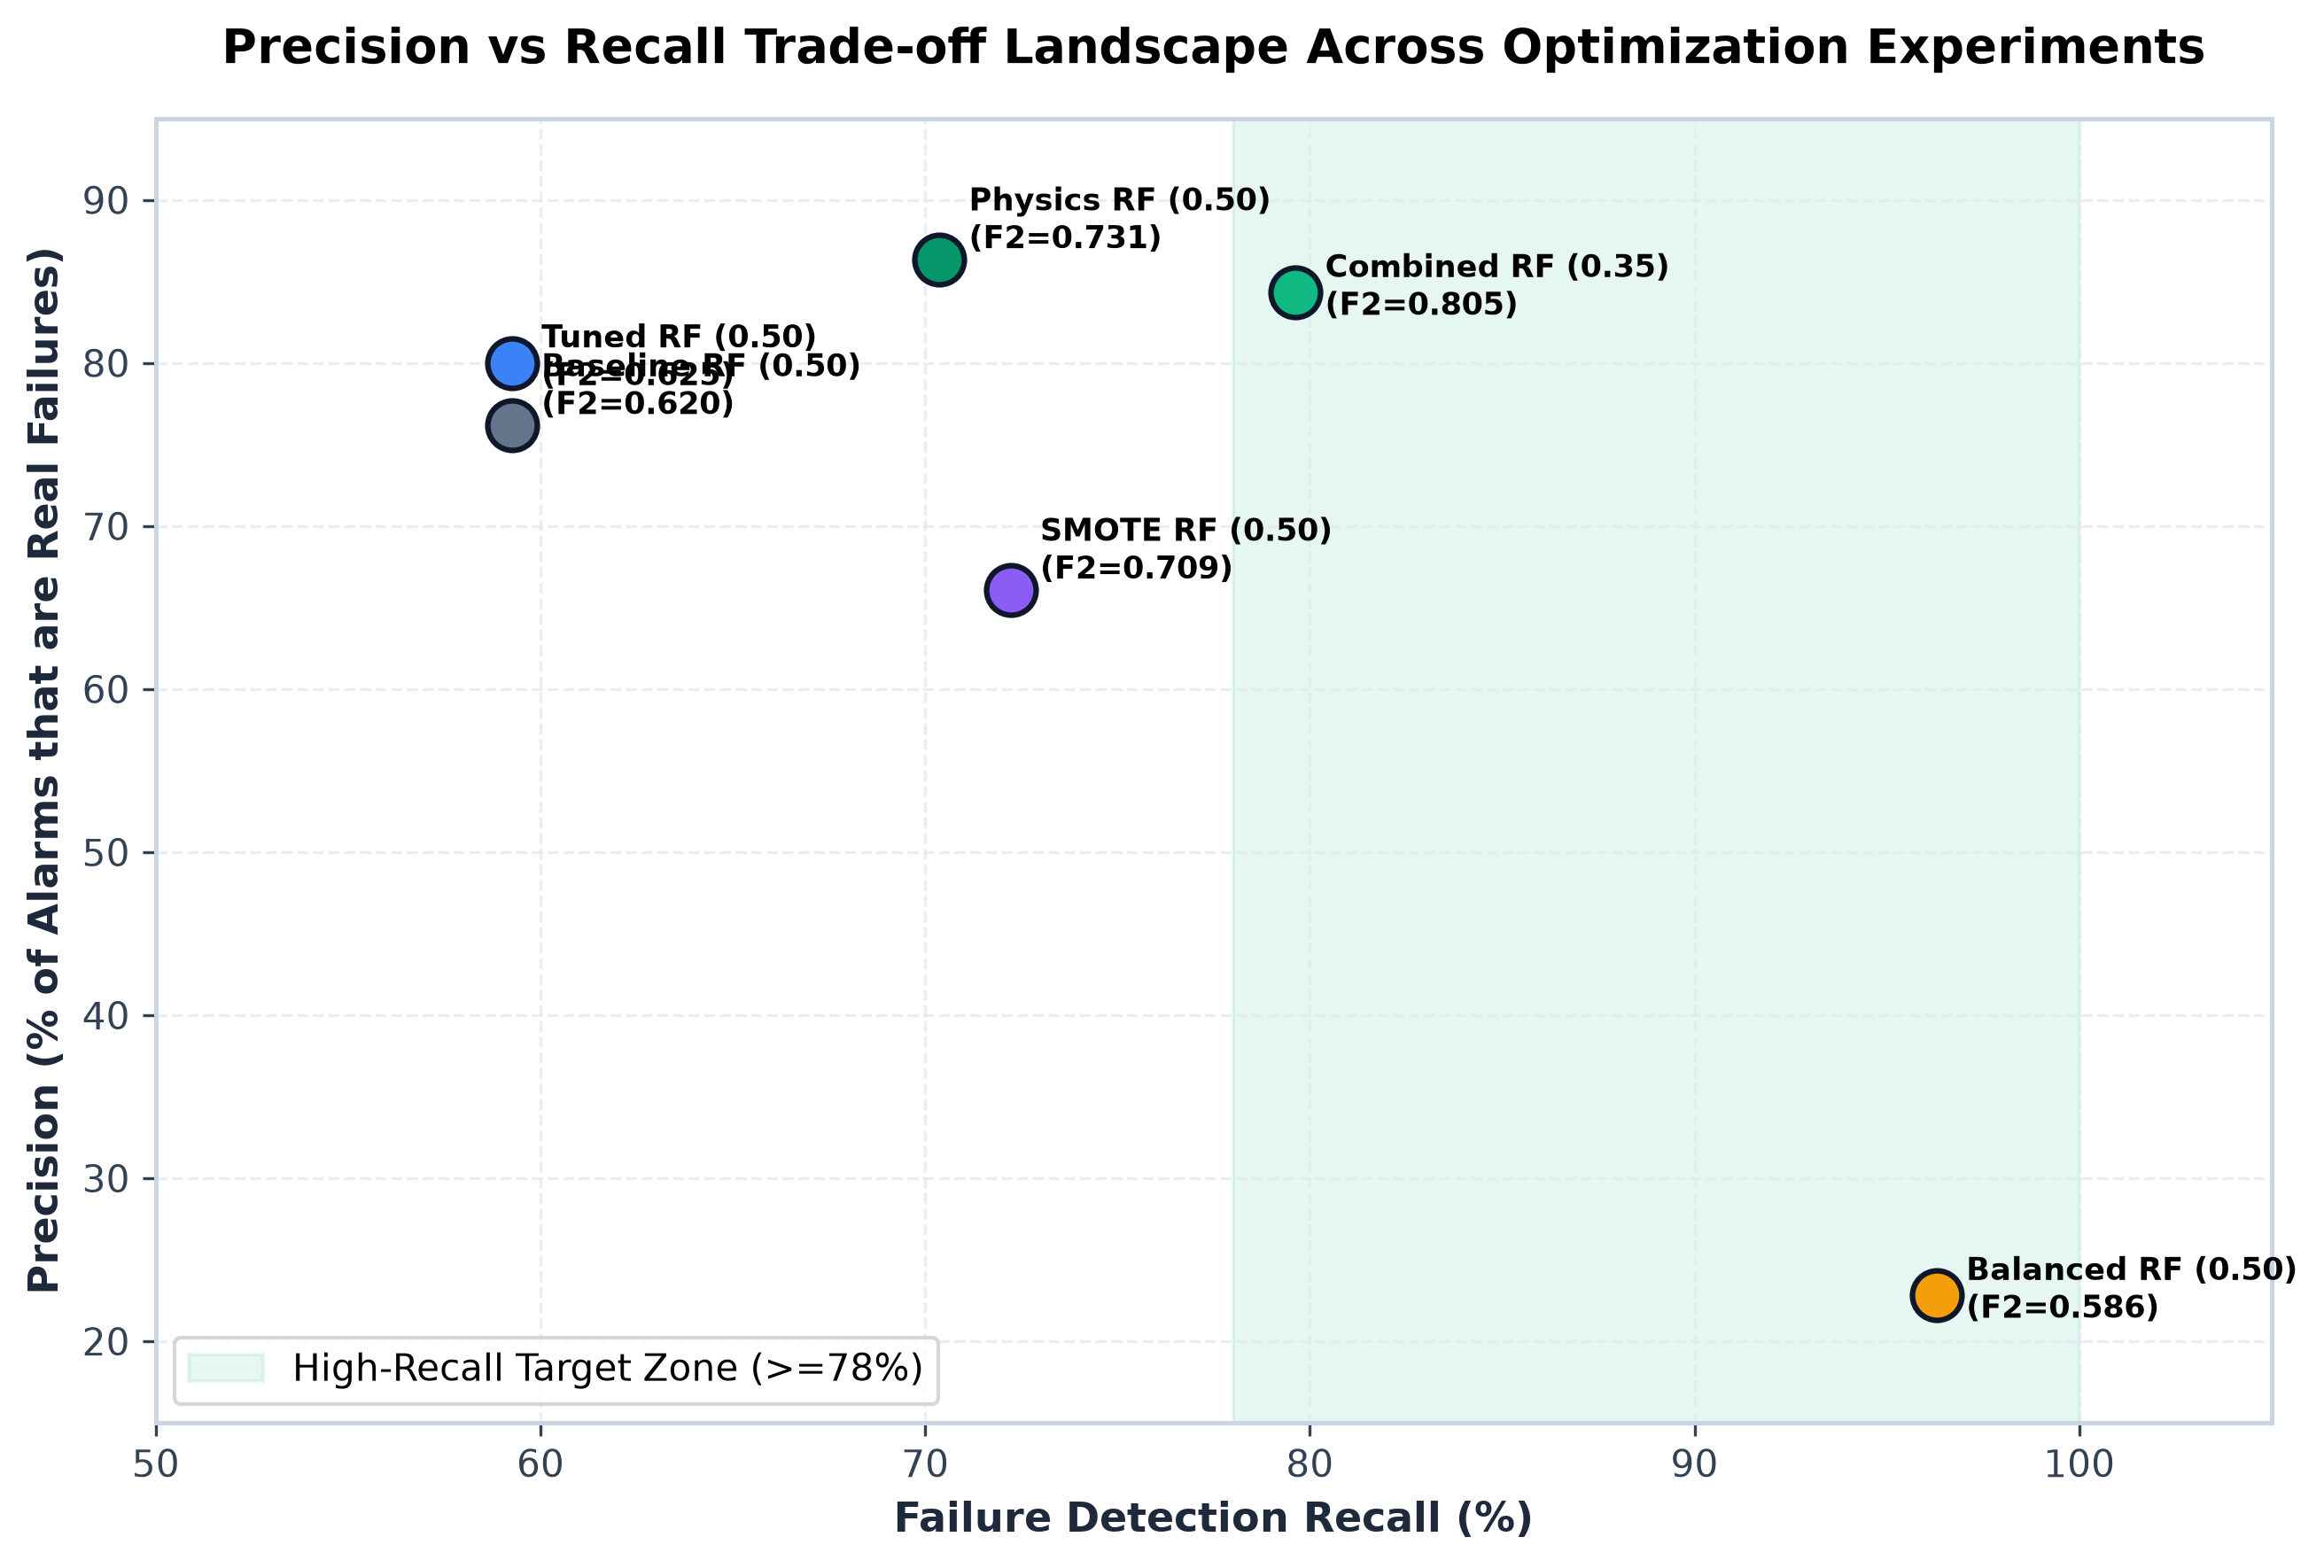 Precision vs Recall Trade-off Landscape Across Optimization Experiments
Precision (% of Alarms that are Real Failures)
90
80
70
60
50
40
30
20
Physics RF (0.50)
(F2=0.731)
Combined RF (0.35)
(F2=0.805)
Tuned RF (0.50)
(F2=0.625)
Baseline RF (0.50)
(F2=0.620)
SMOTE RF (0.50)
(F2=0.709)
Balanced RF (0.50)
(F2=0.586)
High-Recall Target Zone (>=78%)
50
60
70
80
90
100
Failure Detection Recall (%)